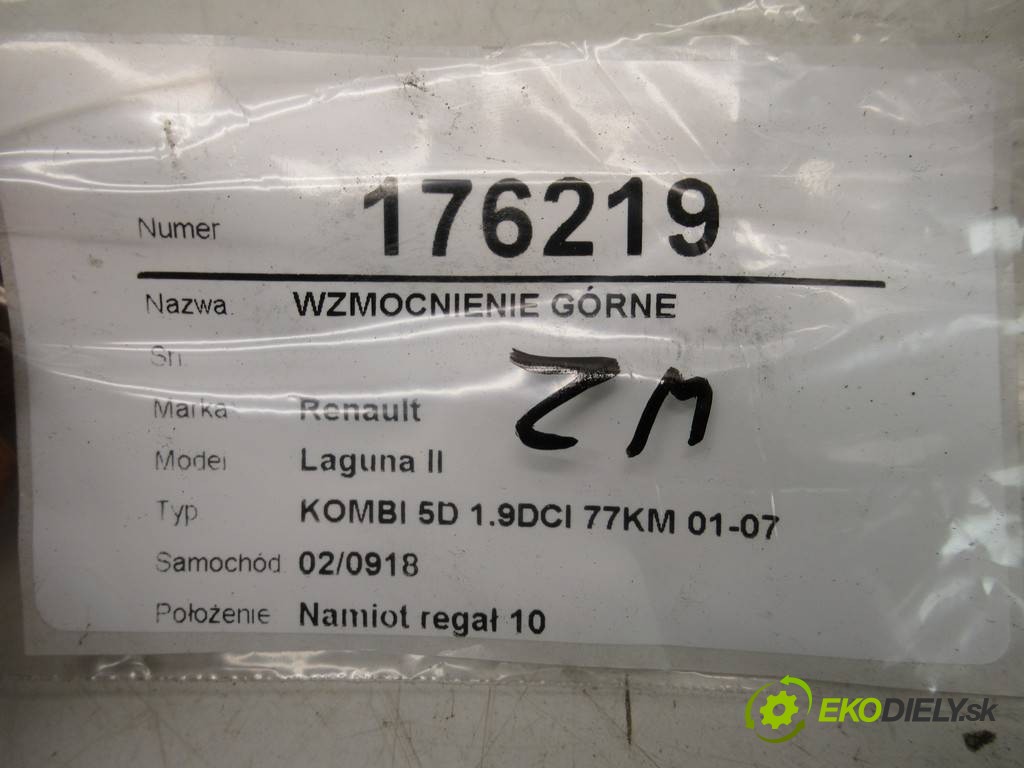 Numer 176219
Nazwa. WZMOCNIENIE GÓRNE
Sn
ZM
Marka Renault
Model Laguna II
Typ KOMBI 5D 1.9DCI 77KM 01-07
Samochód 02/0918
Położenie Namiot regał 10
EKODIELY.sk